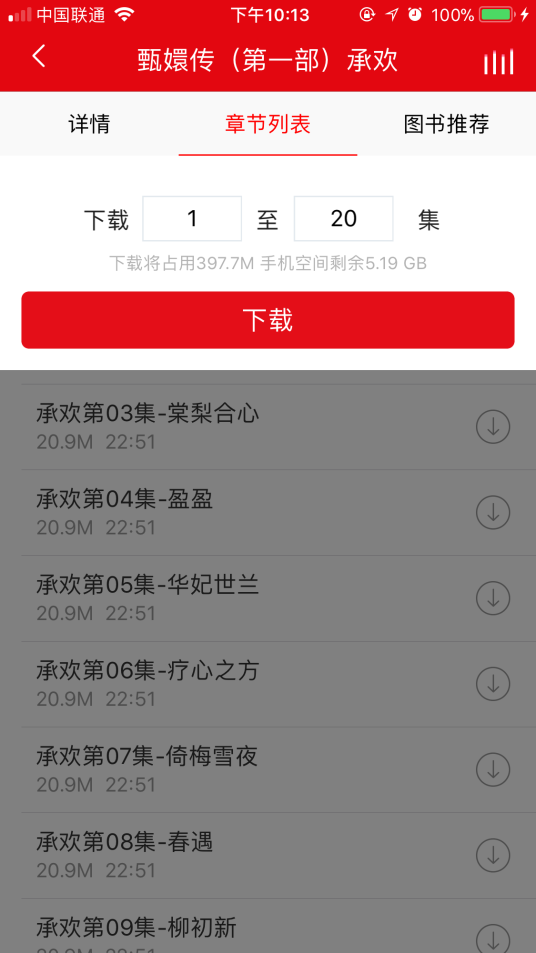 中国联通 下午10:13 100%
甄嬛传（第一部）承欢
详情 章节列表 图书推荐
下载 1 至 20 集
下载将占用397.7M 手机空间剩余5.19 GB
下载
承欢第03集-棠梨合心
20.9M 22:51
承欢第04集-盈盈
20.9M 22:51
承欢第05集-华妃世兰
20.9M 22:51
承欢第06集-疗心之方
20.9M 22:51
承欢第07集-倚梅雪夜
20.9M 22:51
承欢第08集-春遇
20.9M 22:51
承欢第09集-柳初新
20.9M 22:51